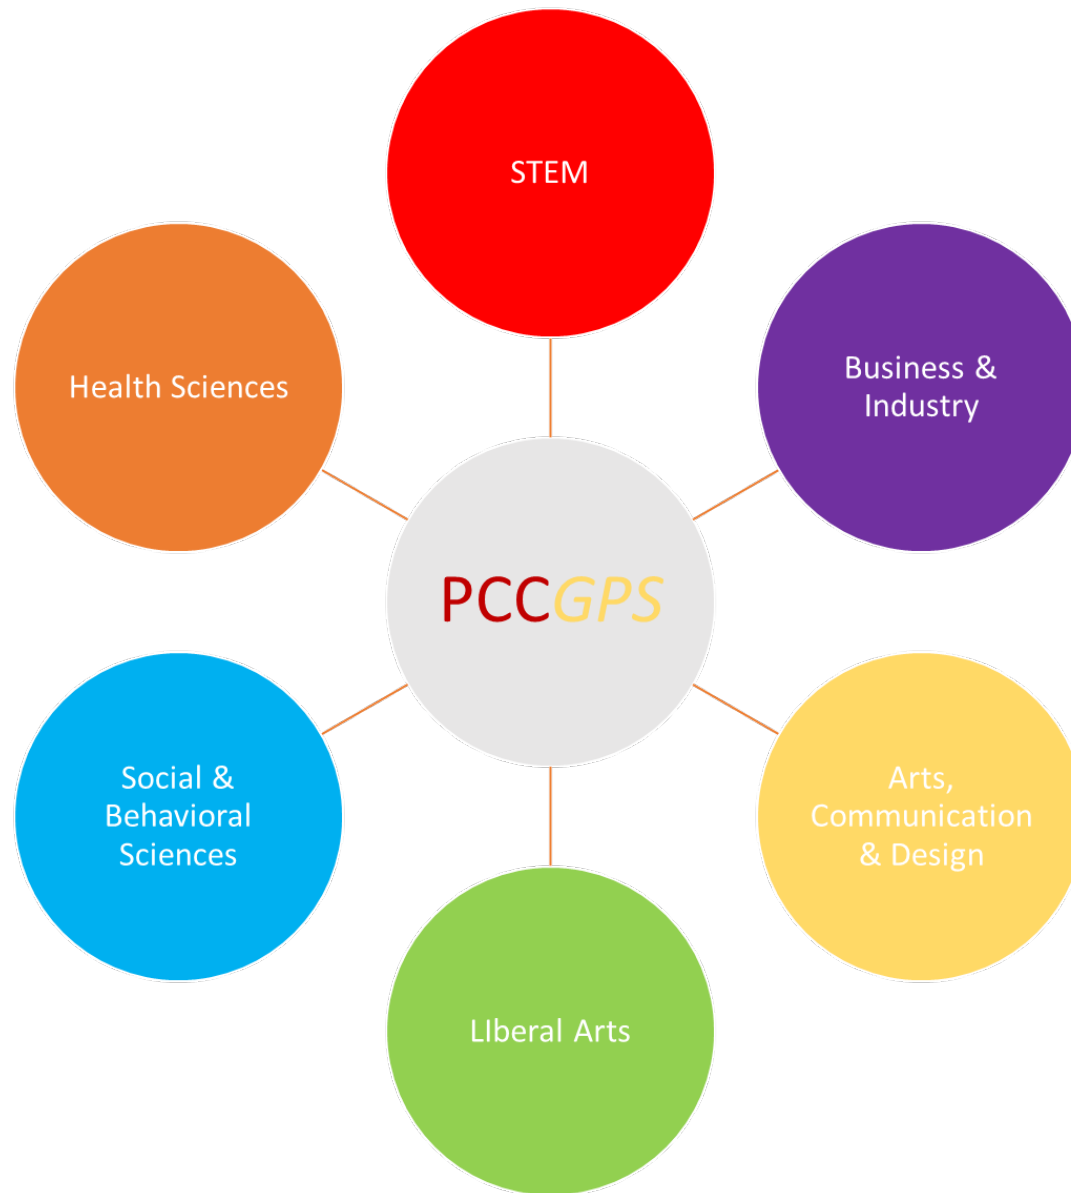 STEM
Business &
Industry
Health Sciences
PCCGPS
Social &
Behavioral
Sciences
Arts,
Communication
& Design
LIberal Arts